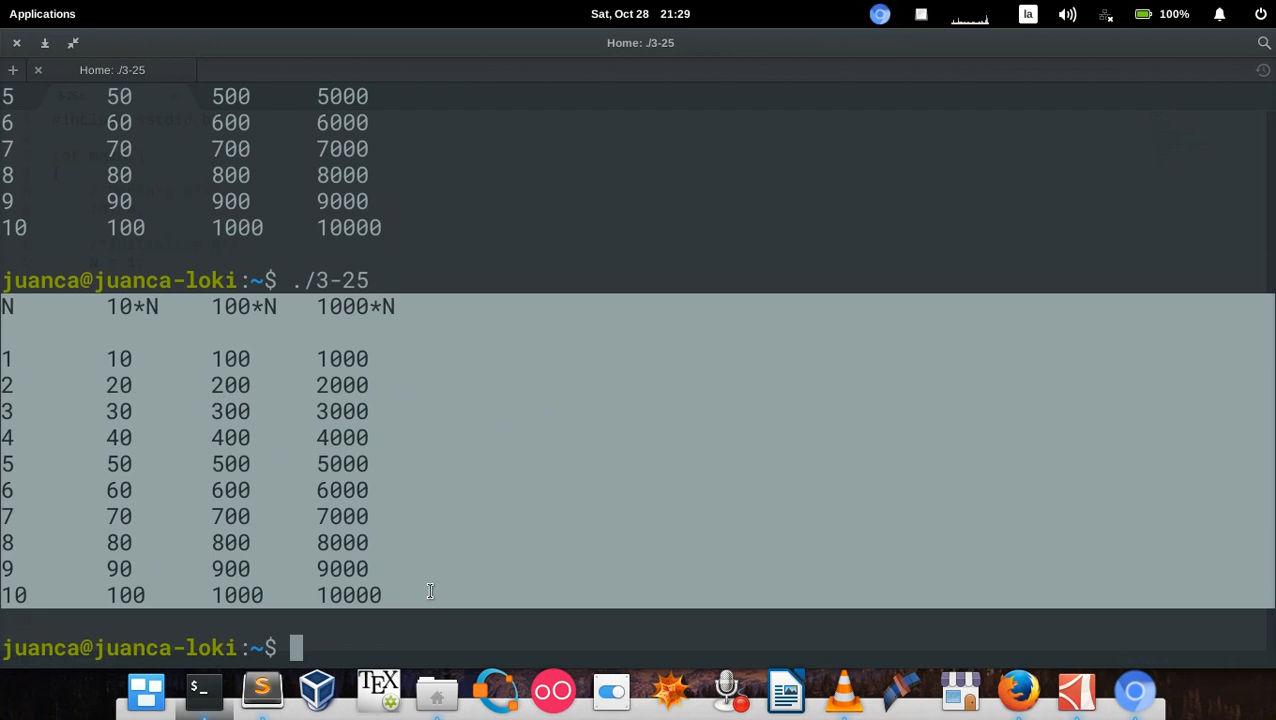 Applications Sat, Oct 28 21:29 la 100%
Home: ./3-25
Home: ./3-25
5 50 500 5000
6 60 600 6000
7 70 700 7000
8 80 800 8000
9 90 900 9000
10 100 1000 10000
juanca@juanca-loki:~$ ./3-25
N 10*N 100*N 1000*N
1 10 100 1000
2 20 200 2000
3 30 300 3000
4 40 400 4000
5 50 500 5000
6 60 600 6000
7 70 700 7000
8 80 800 8000
9 90 900 9000
10 100 1000 10000
juanca@juanca-loki:~$
>_ S TEX